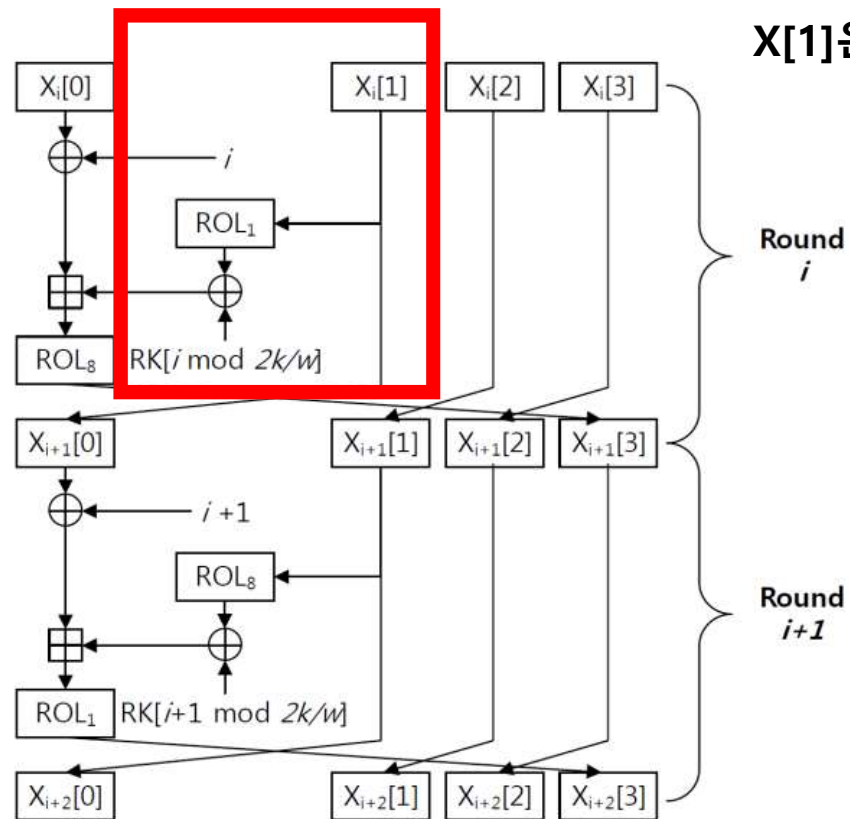 X[1]은
Xᵢ[0] Xᵢ[1] Xᵢ[2] Xᵢ[3]
i
ROL₁
Round
i
ROL₈ RK[i mod 2k/w]
Xᵢ₊₁[0] Xᵢ₊₁[1] Xᵢ₊₁[2] Xᵢ₊₁[3]
i +1
ROL₈
Round
i+1
ROL₁ RK[i+1 mod 2k/w]
Xᵢ₊₂[0] Xᵢ₊₂[1] Xᵢ₊₂[2] Xᵢ₊₂[3]